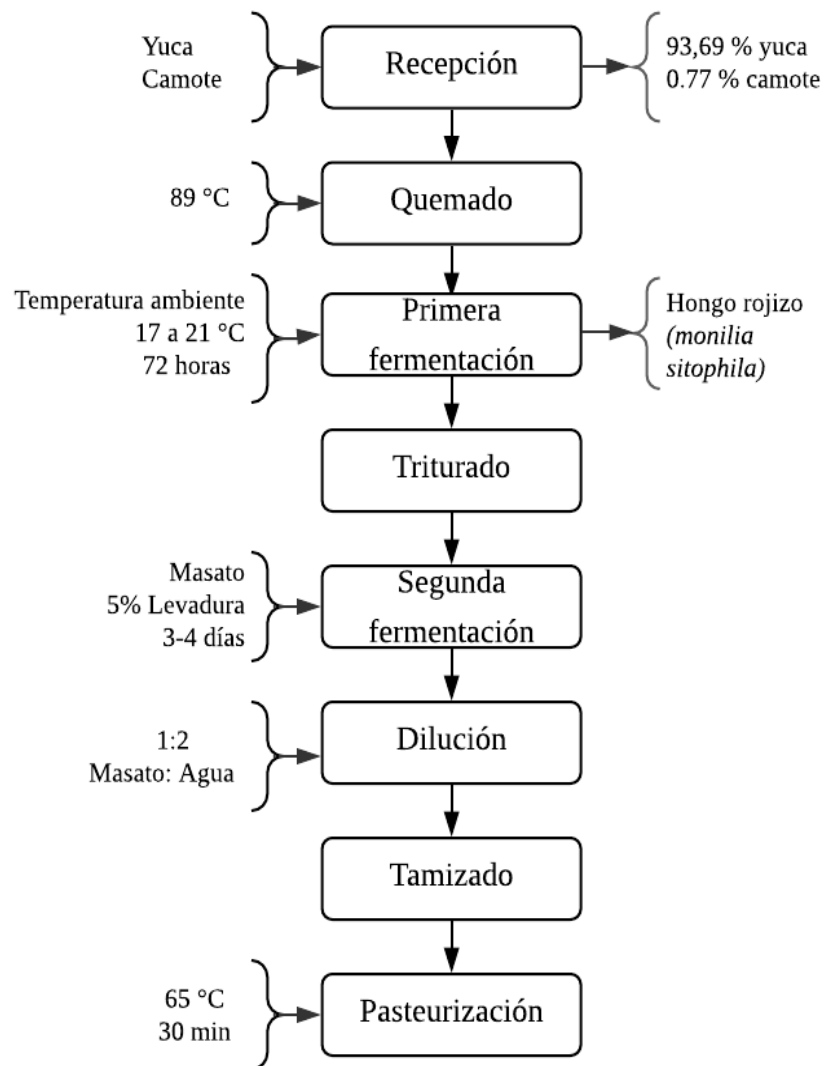 Yuca
Camote
Recepción
93,69 % yuca
0.77 % camote
89 °C
Quemado
Temperatura ambiente
17 a 21 °C
72 horas
Primera
fermentación
Hongo rojizo
(monilia
sitophila)
Triturado
Masato
5% Levadura
3-4 días
Segunda
fermentación
1:2
Masato: Agua
Dilución
Tamizado
65 °C
30 min
Pasteurización